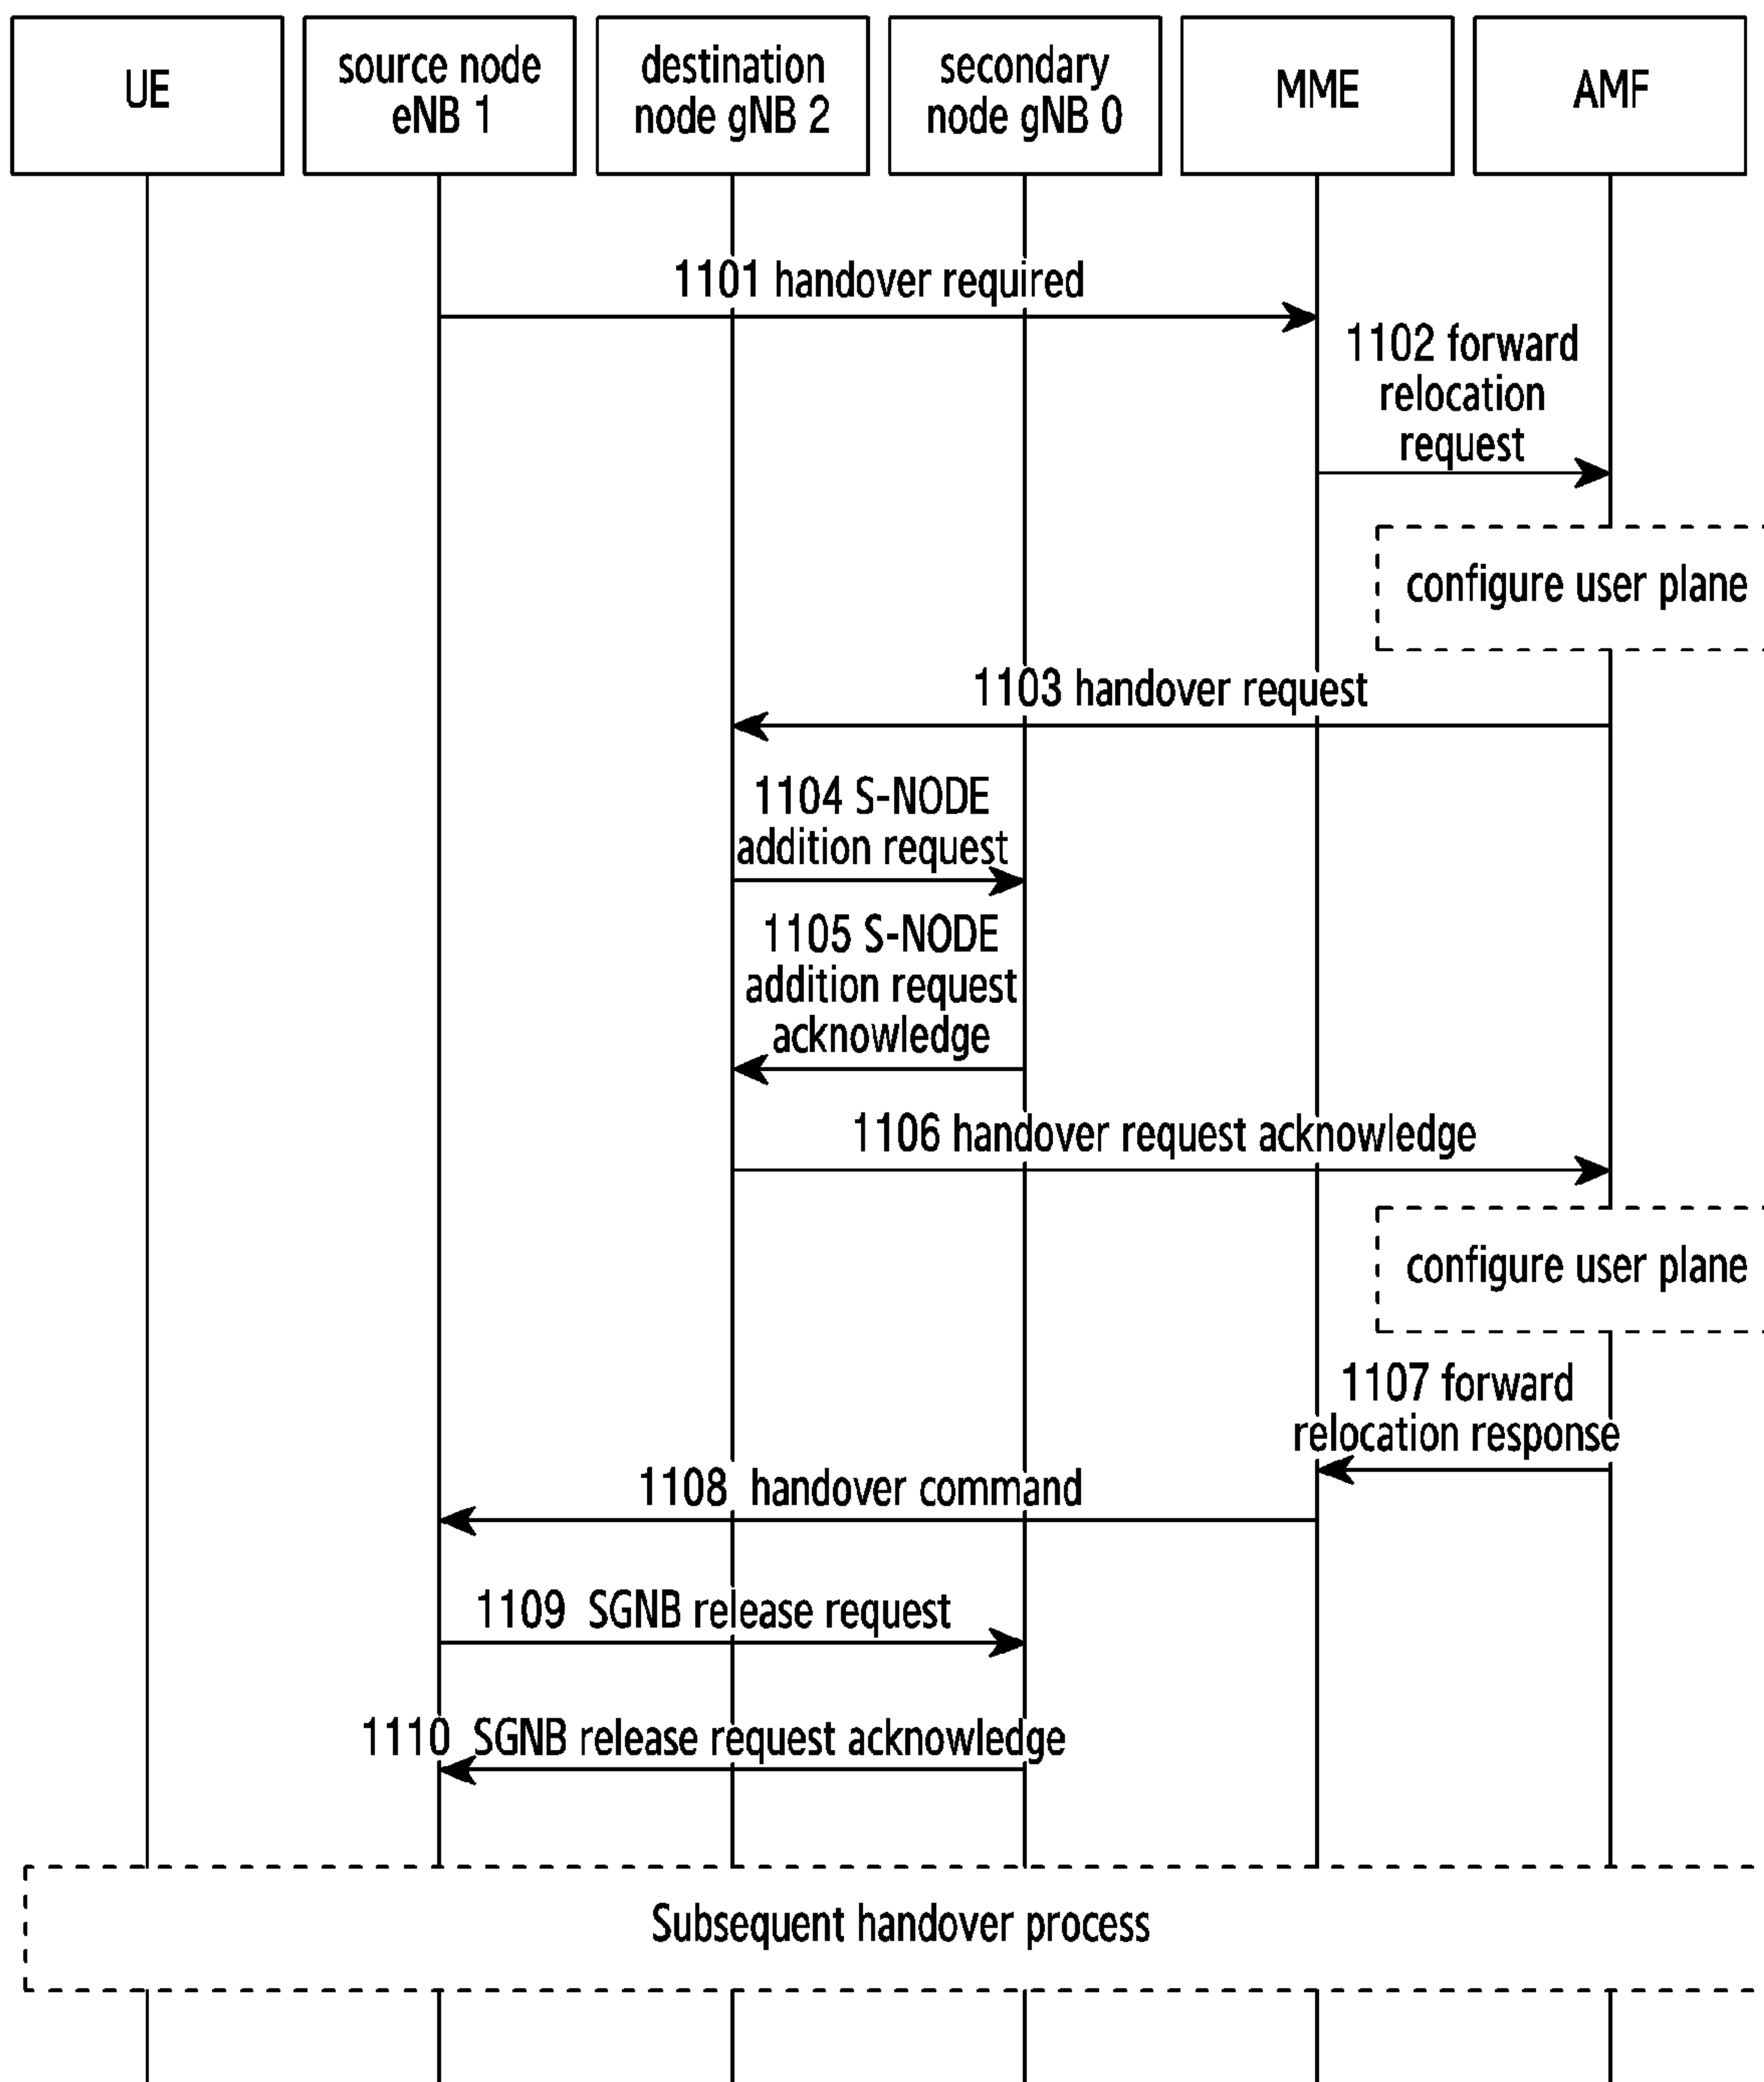 UE
source node
eNB 1
destination
node gNB 2
secondary
node gNB 0
MME
AMF
1101 handover required
1102 forward
relocation
request
configure user plane
1103 handover request
1104 S-NODE
addition request
1105 S-NODE
addition request
acknowledge
1106 handover request acknowledge
configure user plane
1107 forward
relocation response
1108 handover command
1109 SGNB release request
1110 SGNB release request acknowledge
Subsequent handover process